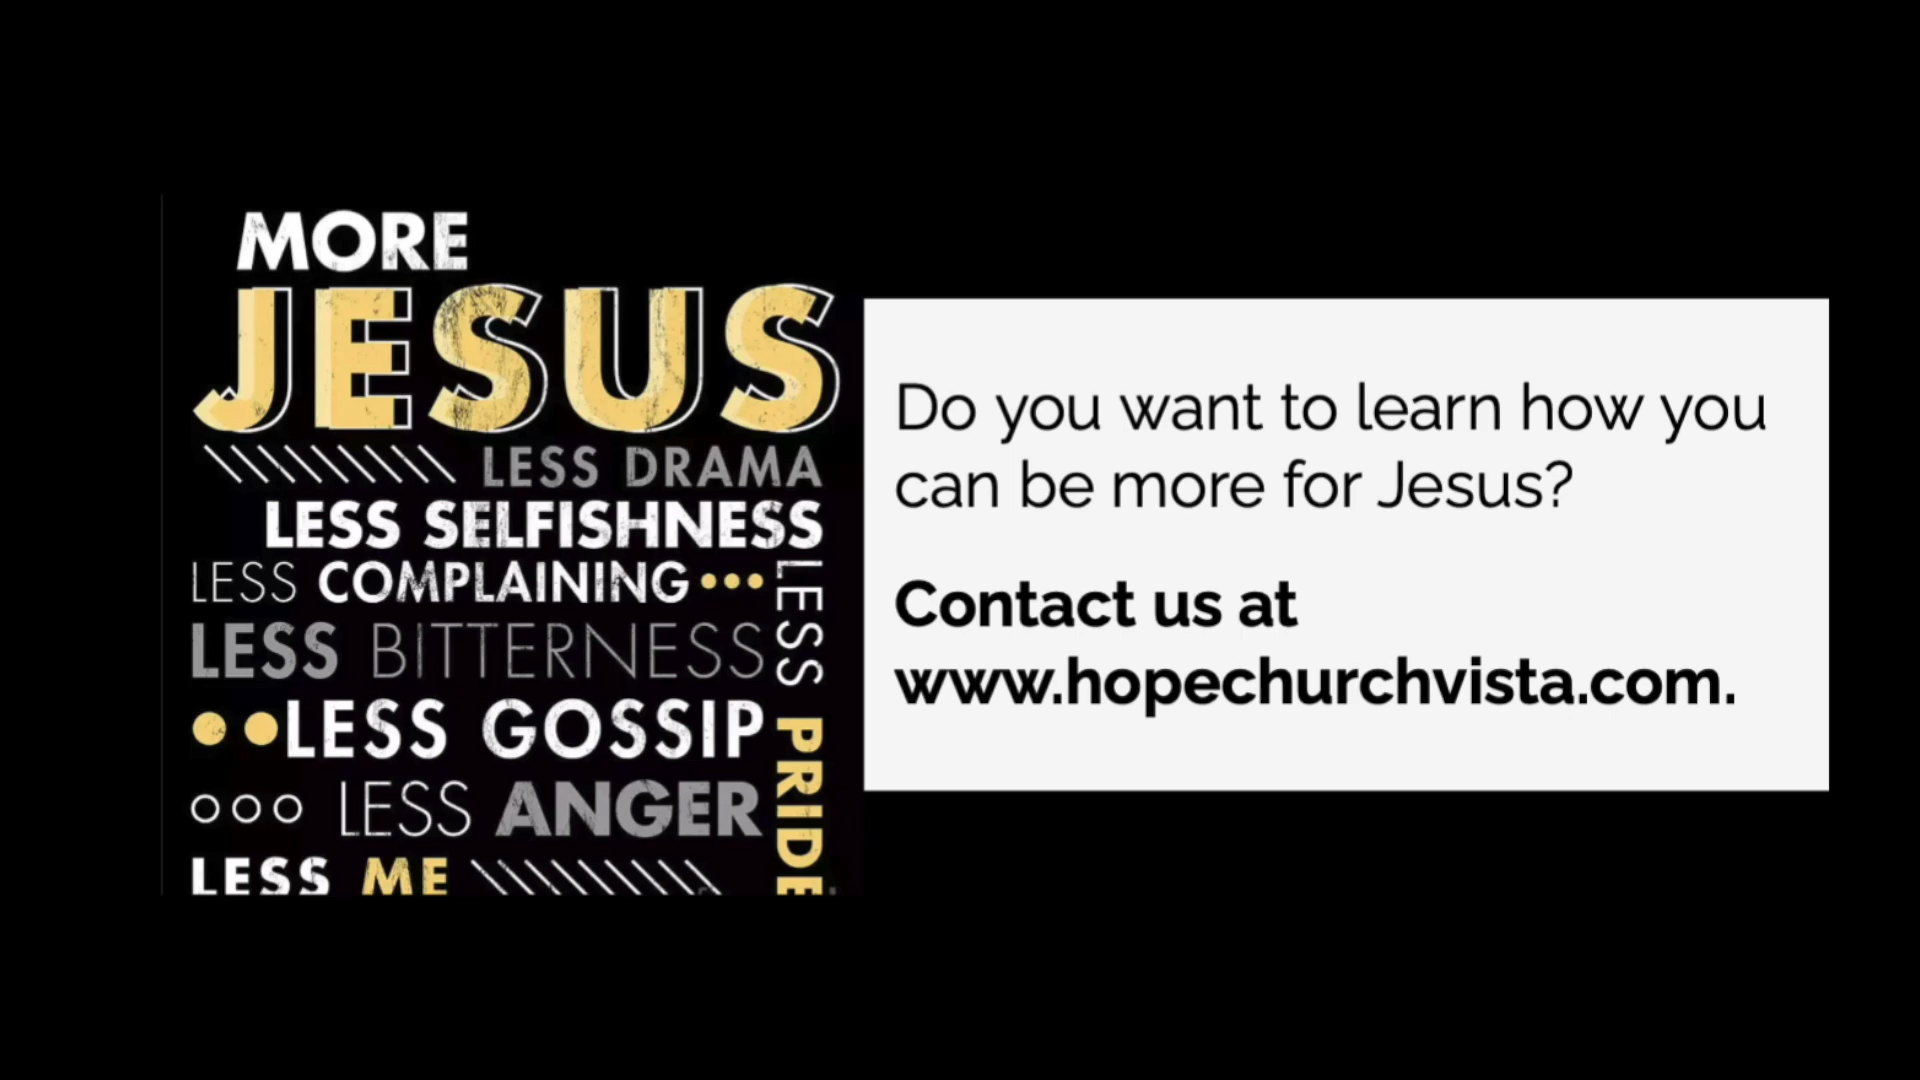 MORE
JESUS
LESS DRAMA
LESS SELFISHNESS
LESS COMPLAINING
LESS BITTERNESS
LESS GOSSIP
LESS ANGER
LESS ME
LESS PRIDE
Do you want to learn how you
can be more for Jesus?
Contact us at
www.hopechurchvista.com.